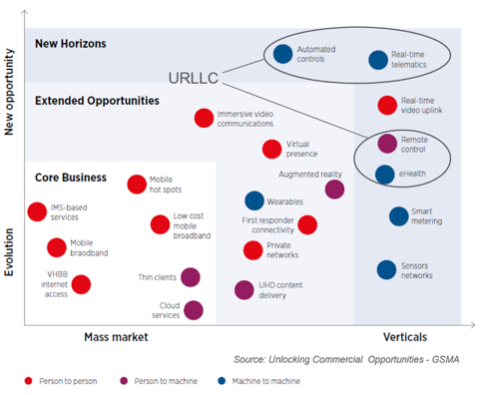 New opportunity
Evolution
New Horizons
Automated
controls
Real-time
telematics
URLLC
Extended Opportunities
Real-time
video uplink
Immersive video
communications
Virtual
presence
Remote
control
Augmented reality
eHealth
Core Business
Mobile
hot spots
IMS-based
services
Low cost
mobile
broadband
Wearables
First responder
connectivity
Smart
metering
Mobile
braodband
Private
networks
VHBB
internet
access
Thin clients
UHD content
delivery
Sensors
networks
Cloud
services
Mass market
Verticals
Source: Unlocking Commercial Opportunities - GSMA
Person to person
Person to machine
Machine to machine